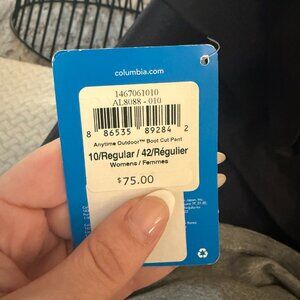 columbia.com
1467061010
AL8088 - 010
8 86535 89284 2
Anytime Outdoor™ Boot Cut Pant
10/Regular / 42/Régulier
Womens / Femmes
$75.00